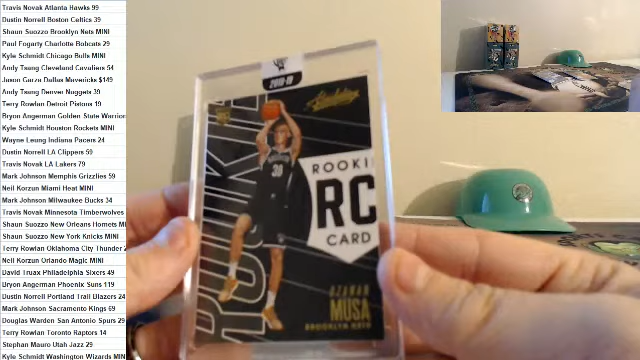 Travis Novak Atlanta Hawks 99
Dustin Norrell Boston Celtics 39
Shaun Suozzo Brooklyn Nets MINI
Paul Fogarty Charlotte Bobcats 29
Kyle Schmidt Chicago Bulls MINI
Andy Tsang Cleveland Cavaliers 54
Jason Garza Dallas Mavericks $149
Andy Tsang Denver Nuggets 39
Terry Rowlan Detroit Pistons 19
Bryon Angerman Golden State Warrior
Kyle Schmidt Houston Rockets MINI
Wayne Leung Indiana Pacers 24
Dustin Norrell LA Clippers 59
Travis Novak LA Lakers 79
Mark Johnson Memphis Grizzlies 59
Neil Korzun Miami Heat MINI
Mark Johnson Milwaukee Bucks 34
Travis Novak Minnesota Timberwolves
Shaun Suozzo New Orleans Hornets M
Shaun Suozzo New York Knicks MINI
Terry Rowlan Oklahoma City Thunder 2
Neil Korzun Orlando Magic MINI
David Truax Philadelphia Sixers 49
Bryon Angerman Phoenix Suns 119
Dustin Norrell Portland Trail Blazers 24
Mark Johnson Sacramento Kings 69
Douglas Warden San Antonio Spurs 29
Terry Rowlan Toronto Raptors 14
Stephan Mauro Utah Jazz 29
Kyle Schmidt Washington Wizards MIN
2018-19
Absolute
ROOKIE
ROOKI
RC
CARD
DZANAN
MUSA
BROOKLYN NETS